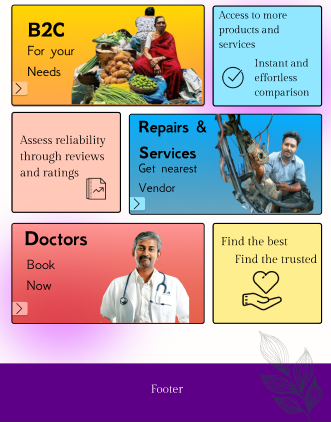 B2C
For your
Needs
Access to more
products and
services
Instant and
effortless
comparison
Assess reliability
through reviews
and ratings
Repairs &
Services
Get nearest
Vendor
Doctors
Book
Now
Find the best
Find the trusted
Footer